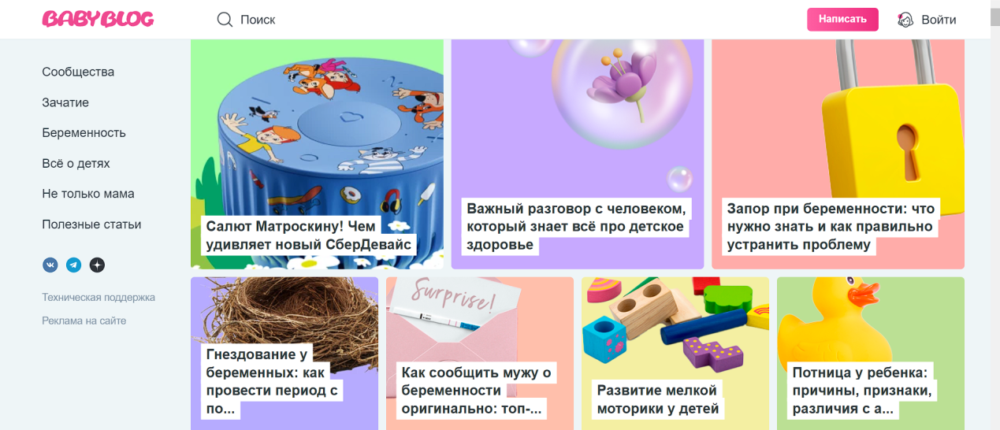 BABYBLOG
Поиск
Написать
Войти
Сообщества
Зачатие
Беременность
Всё о детях
Не только мама
Полезные статьи
Техническая поддержка
Реклама на сайте
Салют Матроскину! Чем
удивляет новый СберДевайс
Важный разговор с человеком,
который знает всё про детское
здоровье
Запор при беременности: что
нужно знать и как правильно
устранить проблему
Гнездование у
беременных: как
провести период с
по...
Surprise!
Как сообщить мужу о
беременности
оригинально: топ-...
Развитие мелкой
моторики у детей
Потница у ребенка:
причины, признаки,
различия с а...